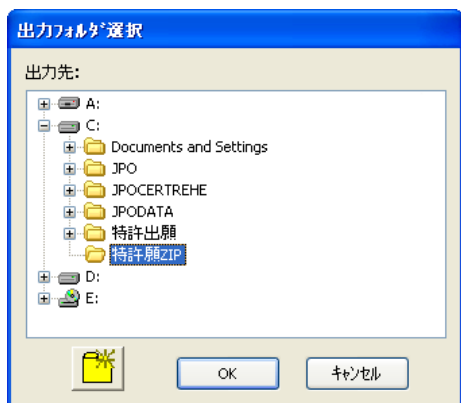 出力ﾌｫﾙﾀﾞ選択
出力先:
A:
C:
Documents and Settings
JPO
JPOCERTREHE
JPODATA
特許出願
特許願ZIP
D:
E:
OK
ｷｬﾝｾﾙ